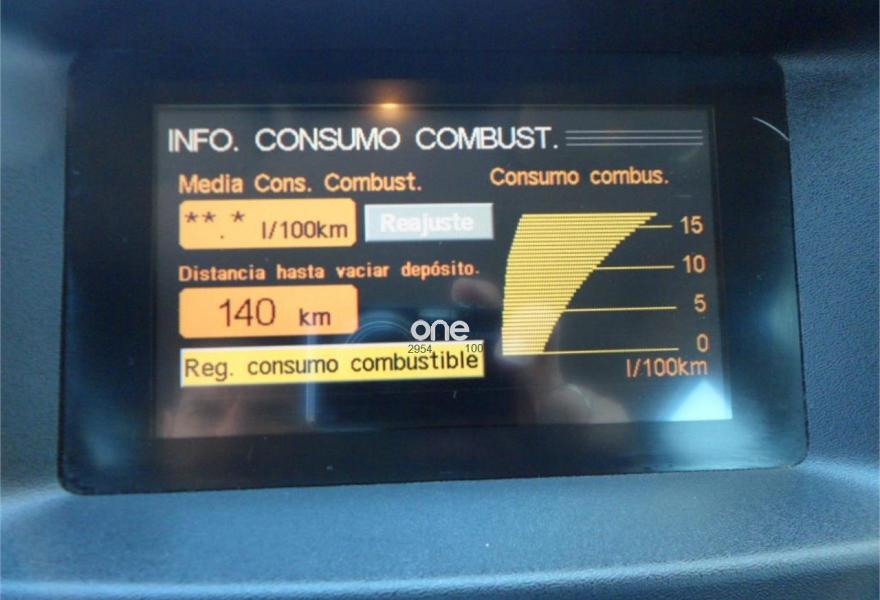 INFO. CONSUMO COMBUST.
Media Cons. Combust.
**.* l/100km
Reajuste
Distancia hasta vaciar depósito.
140 km
Reg. consumo combustible
Consumo combus.
15
10
5
0
l/100km
one
2954 100